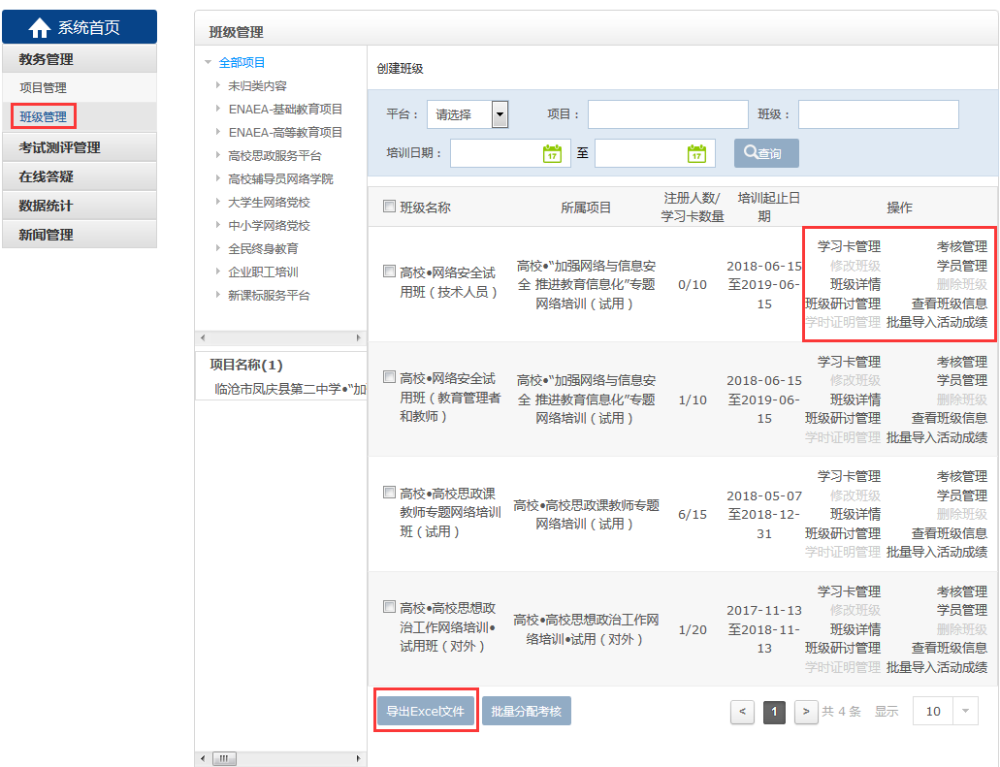 系统首页
教务管理
项目管理
班级管理
考试测评管理
在线答疑
数据统计
新闻管理
班级管理
全部项目
未归类内容
ENAEA-基础教育项目
ENAEA-高等教育项目
高校思政服务平台
高校辅导员网络学院
大学生网络党校
中小学网络党校
全民终身教育
企业职工培训
新课标服务平台
项目名称(1)
临沧市凤庆县第二中学•“加
创建班级
平台： 请选择 项目： 班级：
培训日期： 17 至 17 查询
班级名称 所属项目 注册人数/ 培训起止日 操作
学习卡数量 期
高校•网络安全试
用班（技术人员）
高校•“加强网络与信息安
全 推进教育信息化”专题
网络培训（试用）
0/10
2018-06-15
至2019-06-
15
学习卡管理 考核管理
修改班级 学员管理
班级详情 删除班级
班级研讨管理 查看班级信息
学时证明管理 批量导入活动成绩
高校•网络安全试
用班（教育管理者
和教师）
高校•“加强网络与信息安
全 推进教育信息化”专题
网络培训（试用）
1/10
2018-06-15
至2019-06-
15
学习卡管理 考核管理
修改班级 学员管理
班级详情 删除班级
班级研讨管理 查看班级信息
学时证明管理 批量导入活动成绩
高校•高校思政课
教师专题网络培训
班（试用）
高校•高校思政课教师专题
网络培训（试用）
6/15
2018-05-07
至2018-12-
31
学习卡管理 考核管理
修改班级 学员管理
班级详情 删除班级
班级研讨管理 查看班级信息
学时证明管理 批量导入活动成绩
高校•高校思想政
治工作网络培训•
试用班（对外）
高校•高校思想政治工作网
络培训•试用（对外）
1/20
2017-11-13
至2018-11-
13
学习卡管理 考核管理
修改班级 学员管理
班级详情 删除班级
班级研讨管理 查看班级信息
学时证明管理 批量导入活动成绩
导出Excel文件 批量分配考核 < 1 > 共 4 条 显示 10